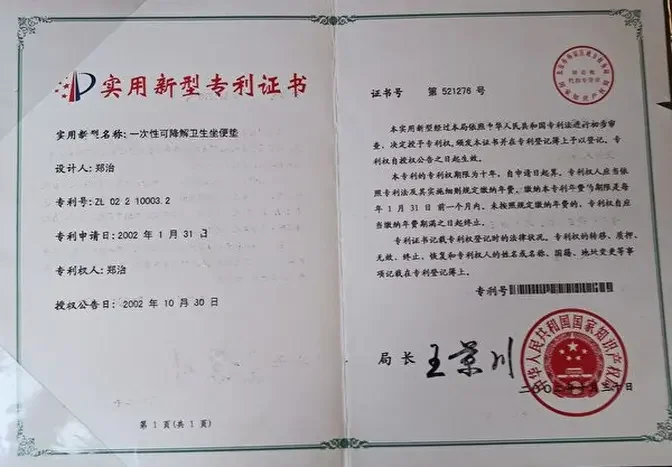 实用新型专利证书
实用新型名称:一次性可降解卫生坐便垫
设计人:郑治
专利号:ZL 02 2 10003.2
专利申请日:2002 年 1 月 31 日
专利权人:郑治
授权公告日:2002 年 10 月 30 日
第 1 页(共 1 页)
证书号 第 521276 号
本实用新型经过本局依照中华人民共和国专利法进行初步审
查,决定授予专利权,颁发本证书并在专利登记簿上予以登记。专
利权自授权公告之日起生效。
本专利的专利权期限为十年,自申请日起算。专利权人应当依
照专利法及其实施细则规定缴纳年费。缴纳本专利年费的期限是每
年 1 月 31 日 前一个月内。未按照规定缴纳年费的,专利权自应
当缴纳年费期满之日起终止。
专利证书记载专利权登记时的法律状况。专利权的转移、质押、
无效、终止、恢复和专利权人的姓名或名称、国籍、地址变更等事
项记载在专利登记簿上。
专利号
局长 王景川
中华人民共和国国家知识产权局